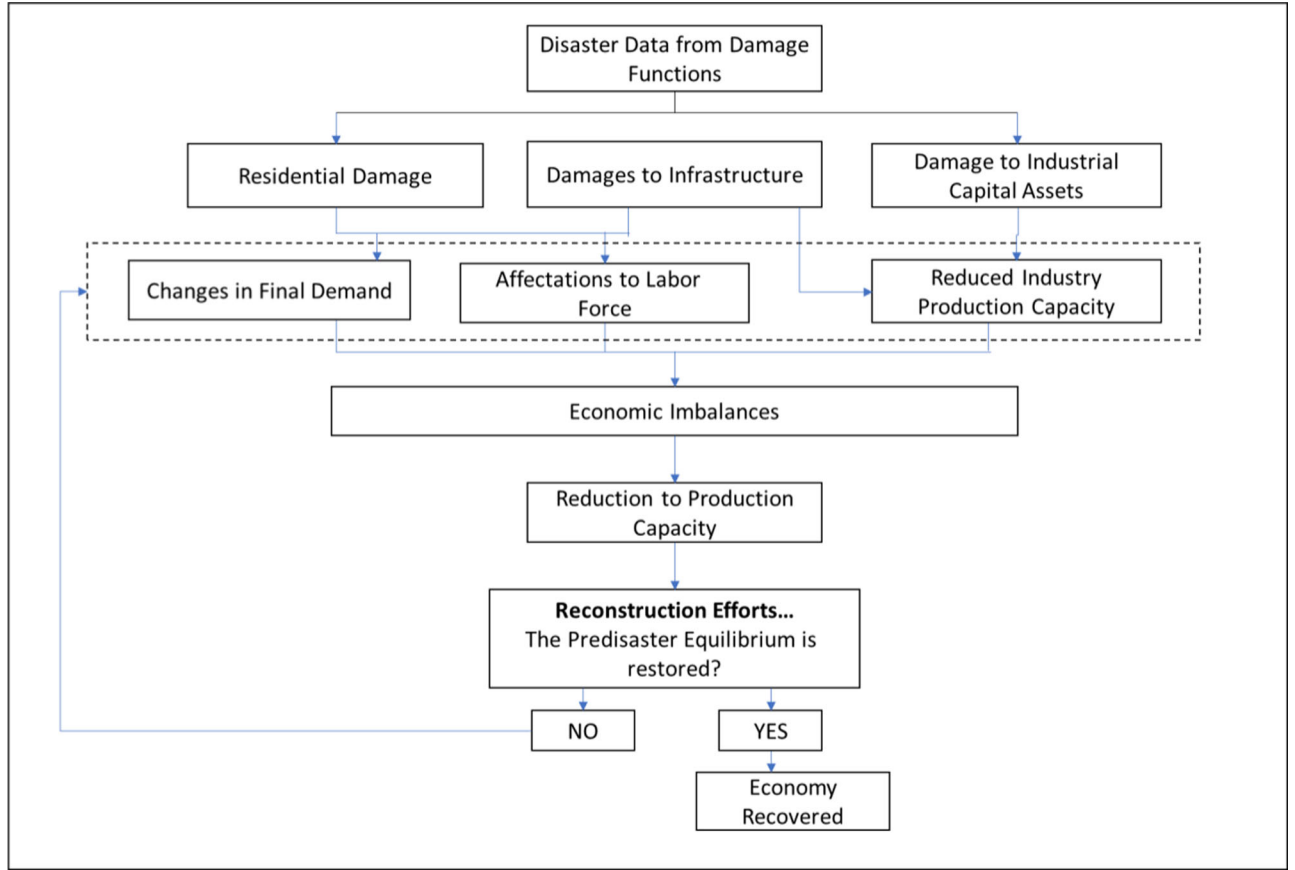 Disaster Data from Damage
Functions
Residential Damage
Damages to Infrastructure
Damage to Industrial
Capital Assets
Changes in Final Demand
Affectations to Labor
Force
Reduced Industry
Production Capacity
Economic Imbalances
Reduction to Production
Capacity
Reconstruction Efforts...
The Predisaster Equilibrium is
restored?
NO
YES
Economy
Recovered